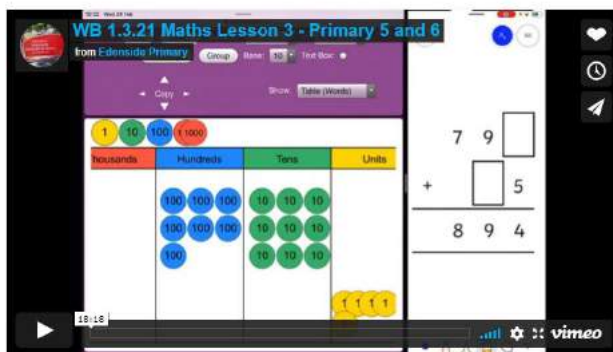 WB 1.3.21 Maths Lesson 3 - Primary 5 and 6
from Edenside Primary
Group Base: 10 Text Box:
Copy
Show: Table (Words)
1 10 100 1000
housands Hundreds Tens Units
100 100 100 10 10 10
100 100 100 10 10 10
100 10 10 10
1 1 1 1
7 9
+ 5
8 9 4
18:18
vimeo